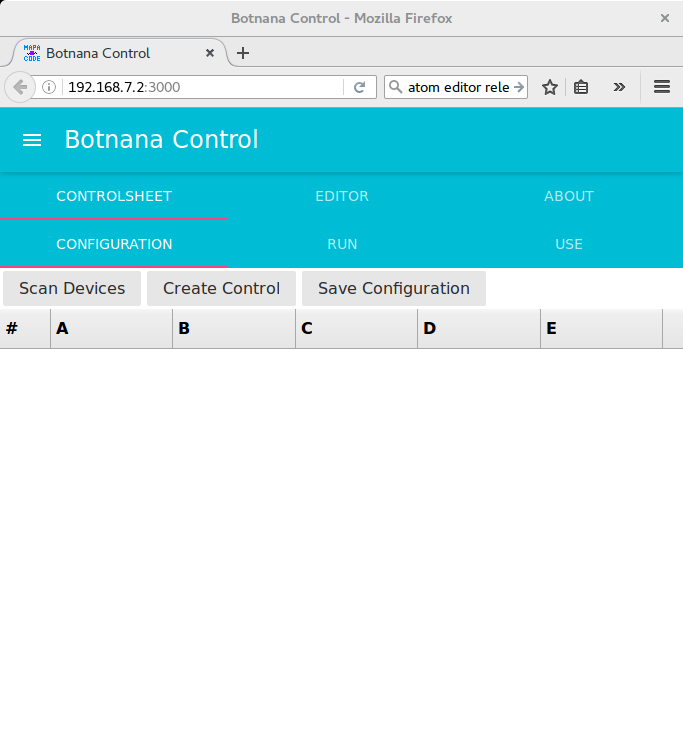 Botnana Control - Mozilla Firefox
MAPA CODE Botnana Control
192.168.7.2:3000 atom editor rele
Botnana Control
CONTROLSHEET EDITOR ABOUT
CONFIGURATION RUN USE
Scan Devices Create Control Save Configuration
# A B C D E